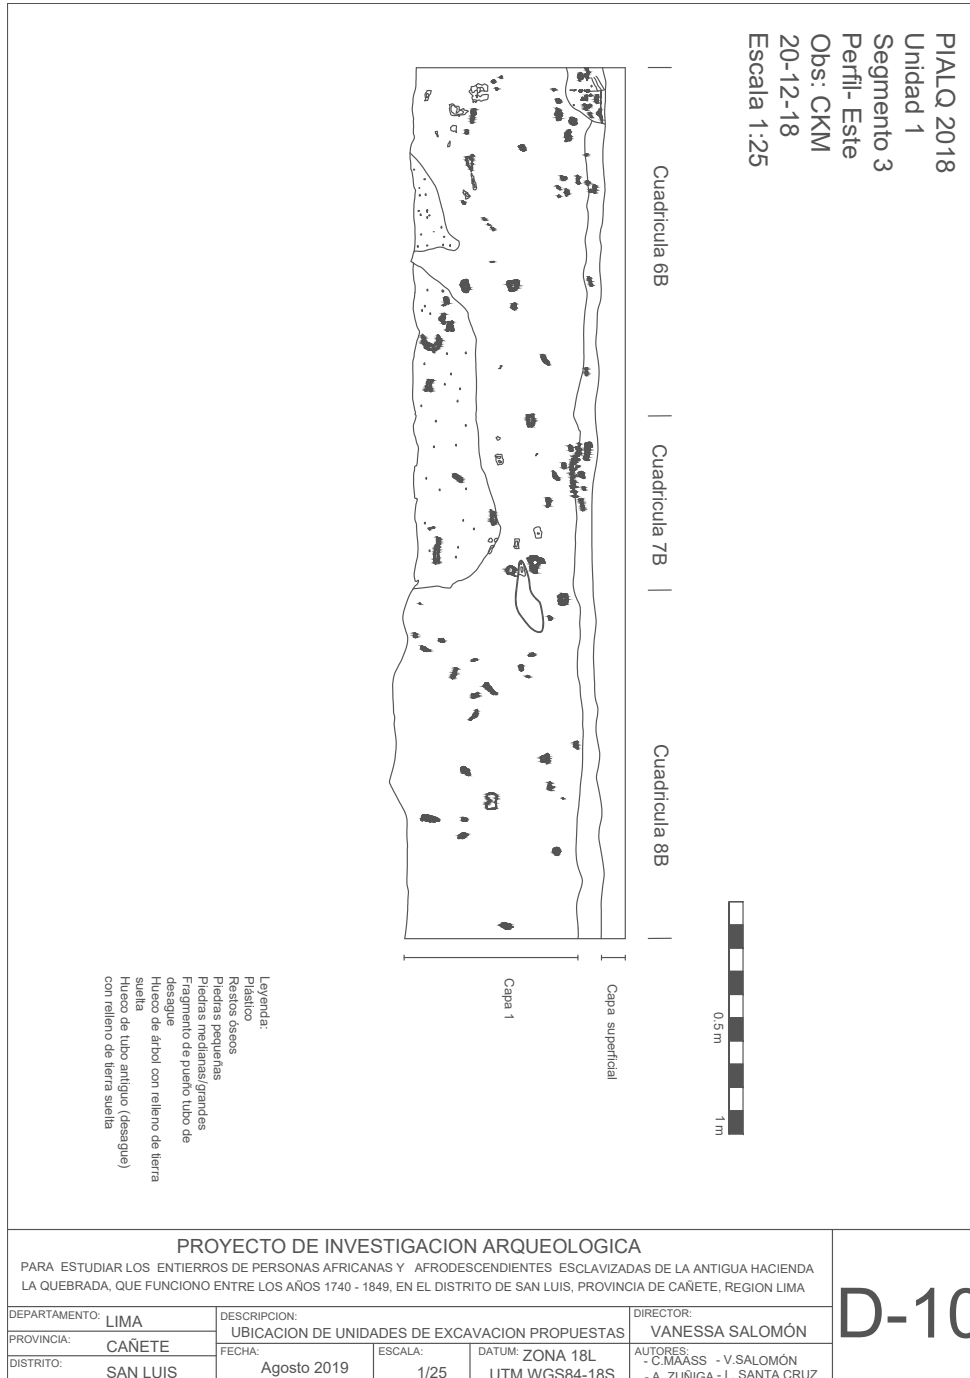 PIALQ 2018
Unidad 1
Segmento 3
Perfil- Este
Obs: CKM
20-12-18
Escala 1:25
Cuadricula 6B
Cuadricula 7B
Cuadricula 8B
Capa superficial
Capa 1
0.5 m
1 m
Leyenda:
Plástico
Restos óseos
Piedras pequeñas
Piedras medianas/grandes
Fragmento de pueño tubo de
desague
Hueco de árbol con relleno de tierra
suelta
Hueco de tubo antiguo (desague)
con relleno de tierra suelta
PROYECTO DE INVESTIGACION ARQUEOLOGICA
PARA ESTUDIAR LOS ENTIERROS DE PERSONAS AFRICANAS Y AFRODESCENDIENTES ESCLAVIZADAS DE LA ANTIGUA HACIENDA
LA QUEBRADA, QUE FUNCIONO ENTRE LOS AÑOS 1740 - 1849, EN EL DISTRITO DE SAN LUIS, PROVINCIA DE CAÑETE, REGION LIMA
DEPARTAMENTO: LIMA
PROVINCIA: CAÑETE
DISTRITO: SAN LUIS
DESCRIPCION:
UBICACION DE UNIDADES DE EXCAVACION PROPUESTAS
FECHA:
Agosto 2019
ESCALA:
1/25
DATUM: ZONA 18L
UTM WGS84-18S
DIRECTOR:
VANESSA SALOMÓN
AUTORES:
- C.MAASS - V.SALOMÓN
- A. ZUÑIGA - L. SANTA CRUZ
D-10